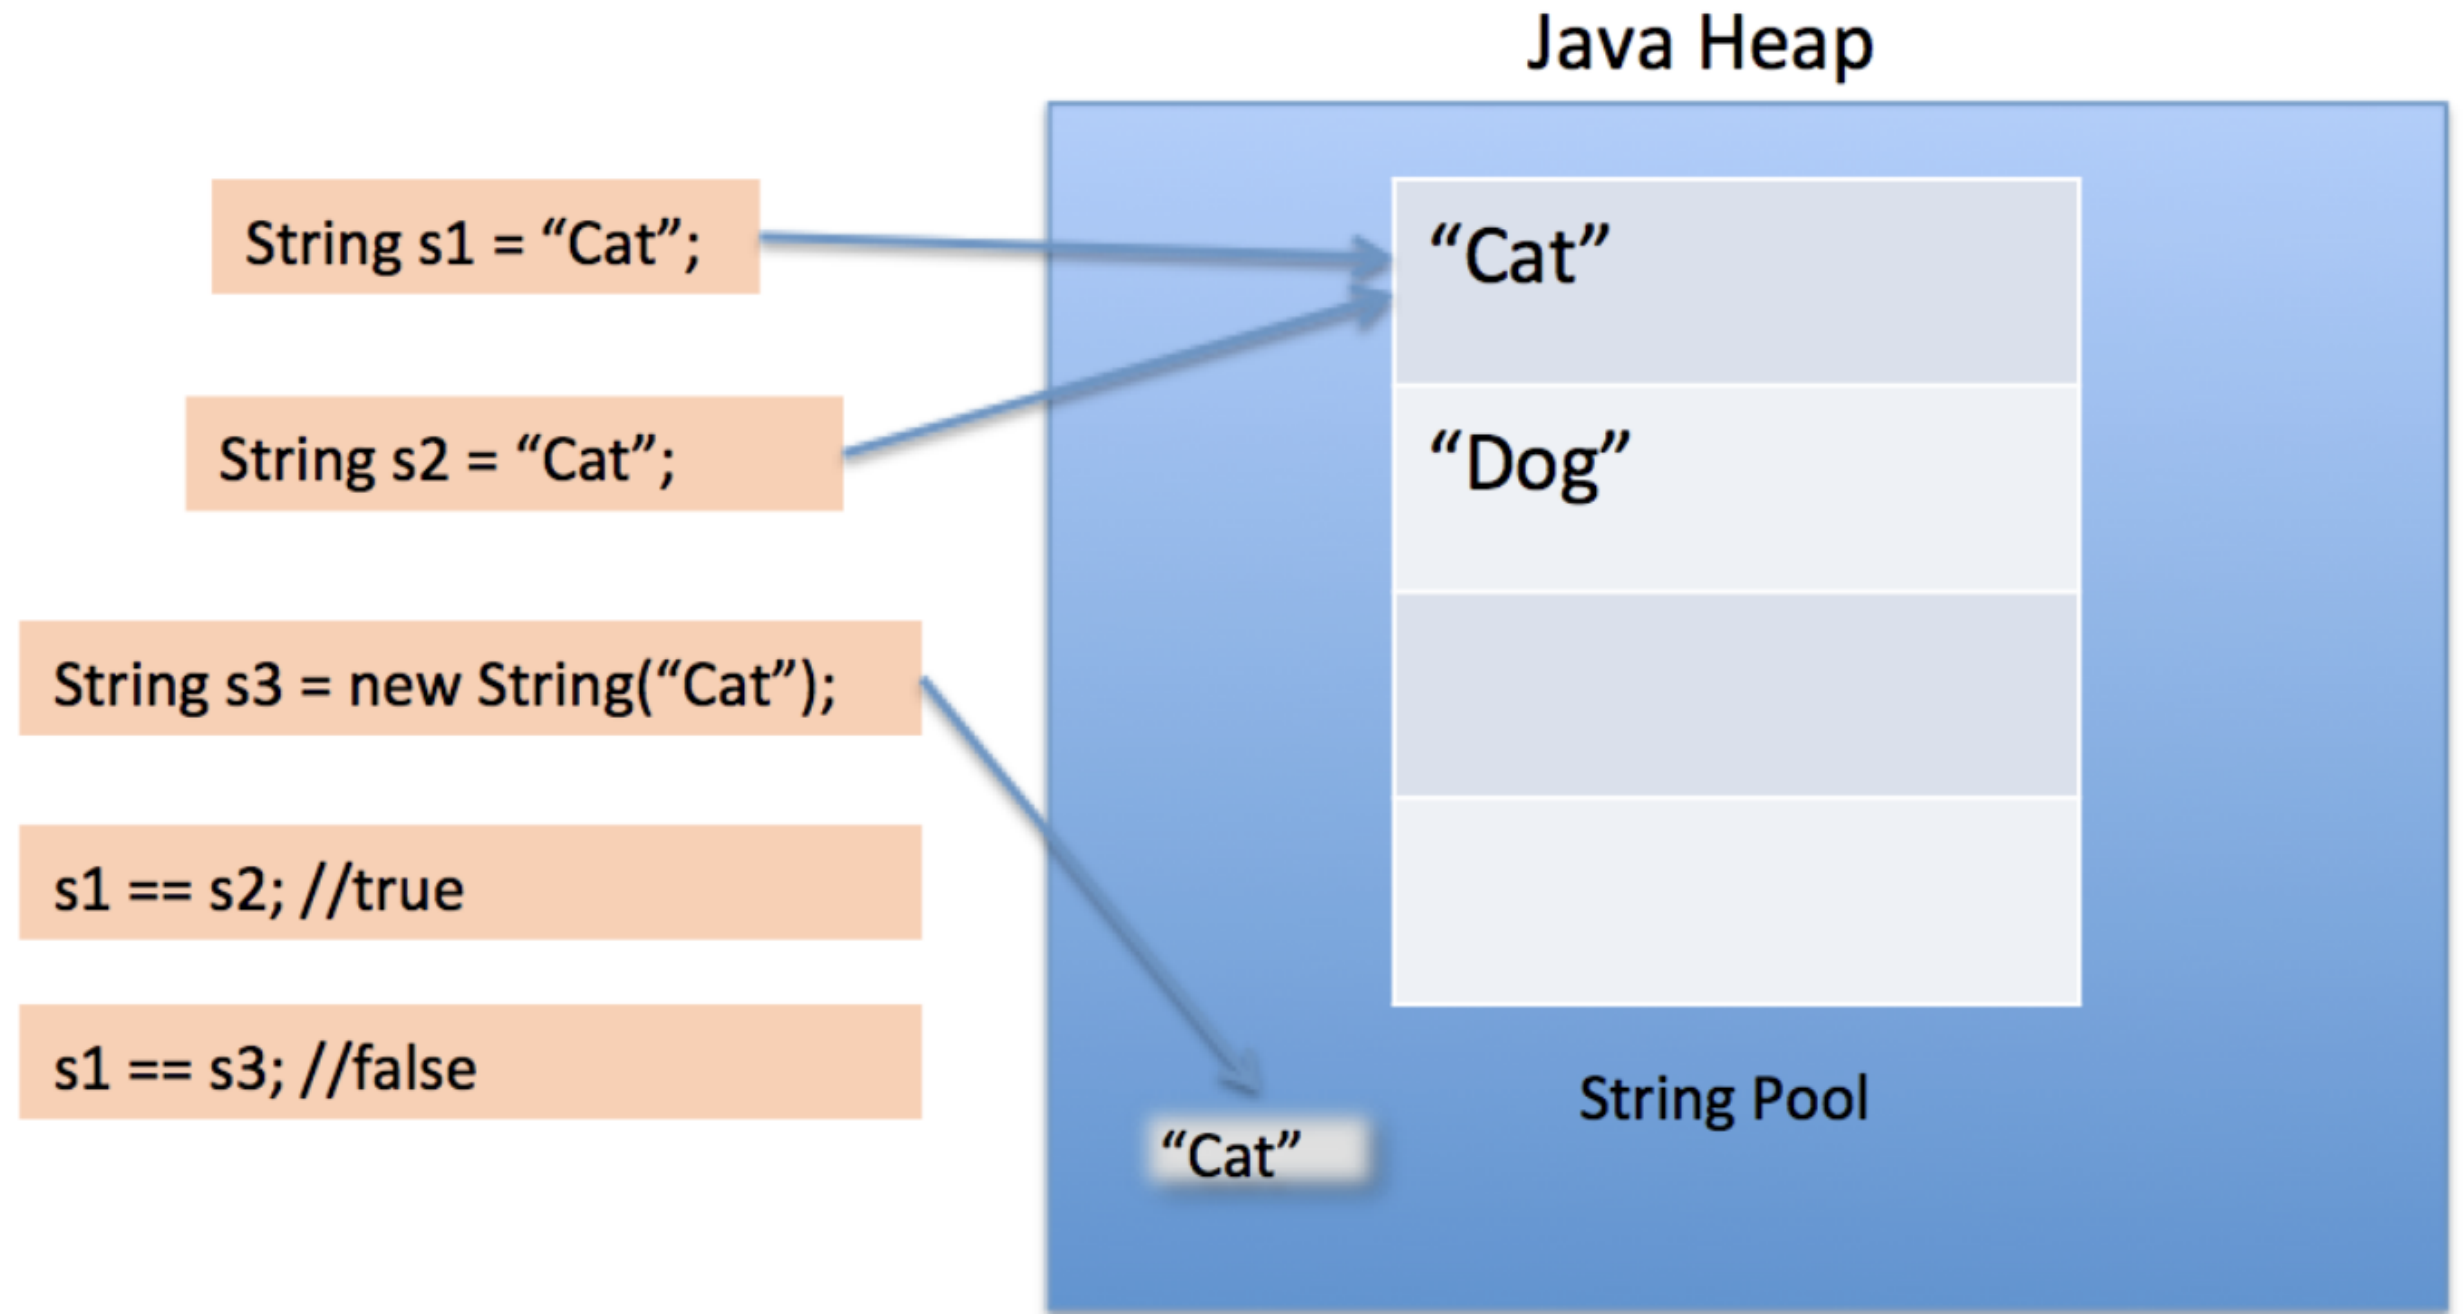 Java Heap
String s1 = “Cat”;
String s2 = “Cat”;
String s3 = new String(“Cat”);
s1 == s2; //true
s1 == s3; //false
“Cat”
“Dog”
String Pool
“Cat”